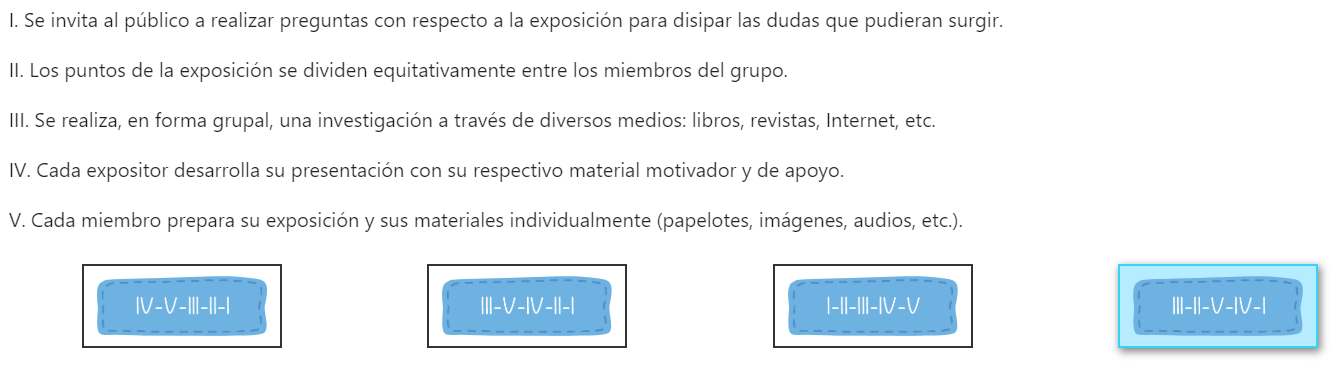 I. Se invita al público a realizar preguntas con respecto a la exposición para disipar las dudas que pudieran surgir.
II. Los puntos de la exposición se dividen equitativamente entre los miembros del grupo.
III. Se realiza, en forma grupal, una investigación a través de diversos medios: libros, revistas, Internet, etc.
IV. Cada expositor desarrolla su presentación con su respectivo material motivador y de apoyo.
V. Cada miembro prepara su exposición y sus materiales individualmente (papelotes, imágenes, audios, etc.).
IV-V-III-II-I
III-V-IV-II-I
I-II-III-IV-V
III-II-V-IV-I